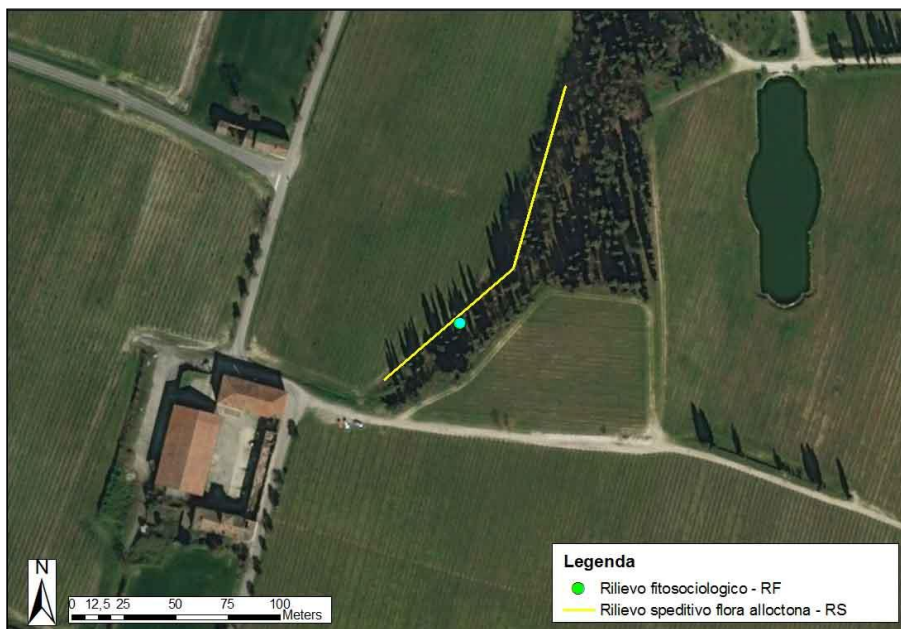 N
0 12,5 25 50 75 100
Meters
Legenda
Rilievo fitosociologico - RF
Rilievo speditivo flora alloctona - RS